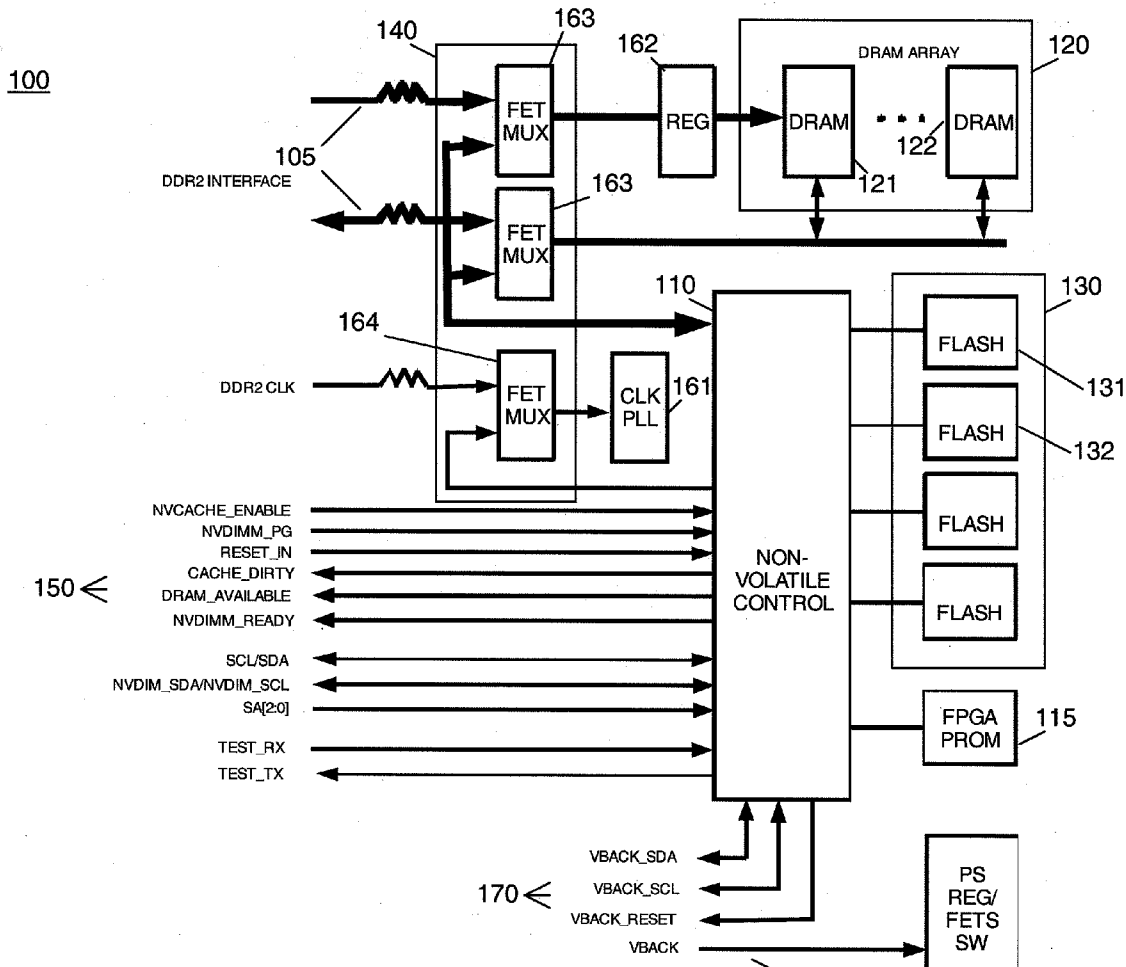 100
140
163
162
DRAM ARRAY
120
FET
MUX
REG
DRAM
DRAM
122
121
105
DDR2 INTERFACE
163
FET
MUX
110
130
164
FLASH
131
DDR2 CLK
FET
MUX
CLK
PLL
161
FLASH
132
FLASH
FLASH
NVCACHE_ENABLE
NVDIMM_PG
RESET_IN
CACHE_DIRTY
DRAM_AVAILABLE
NVDIMM_READY
150
NON-
VOLATILE
CONTROL
SCL/SDA
NVDIM_SDA/NVDIM_SCL
SA[2:0]
TEST_RX
TEST_TX
FPGA
PROM
115
VBACK_SDA
VBACK_SCL
VBACK_RESET
VBACK
170
PS
REG/
FETS
SW